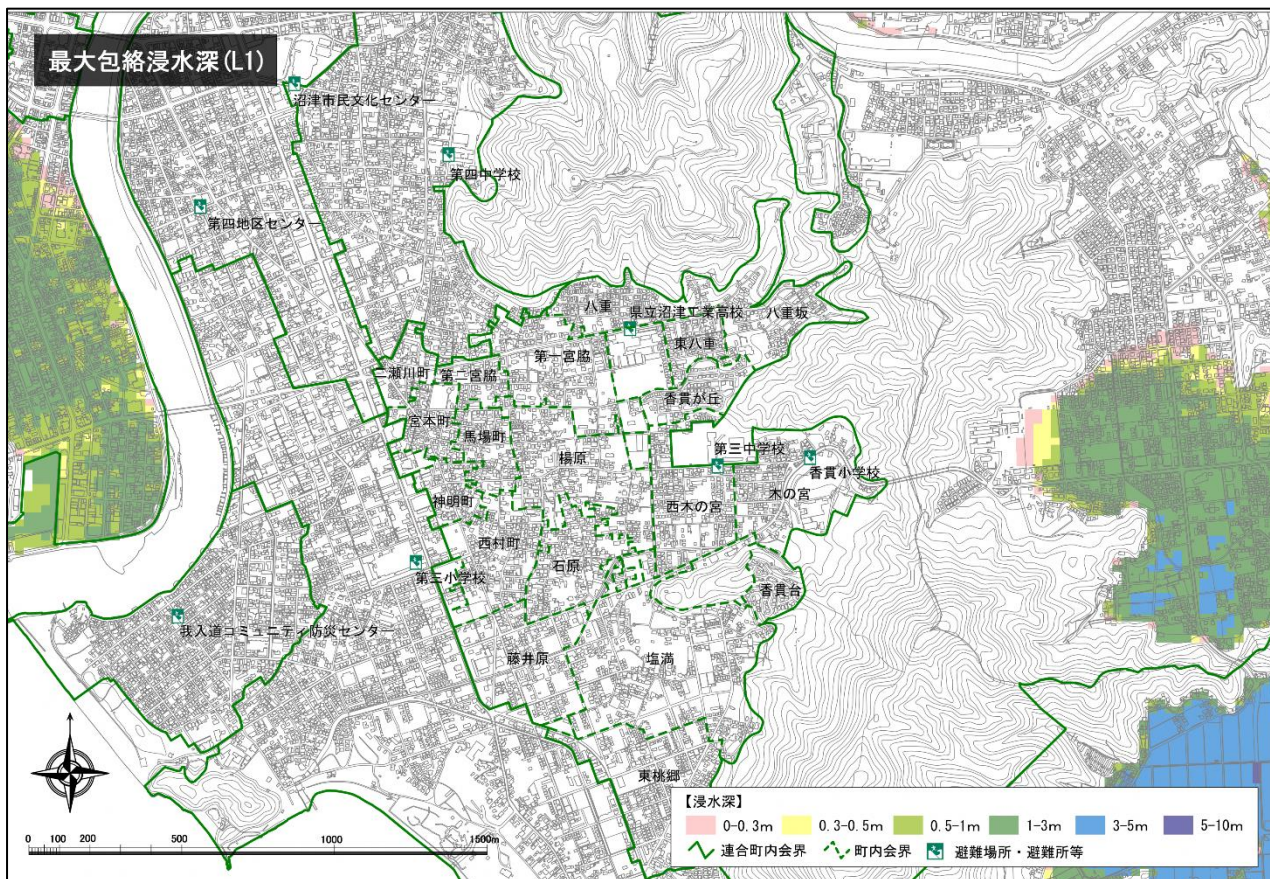 最大包絡浸水深(L1)
沼津市民文化センター
第四中学校
第四地区センター
八重
県立沼津工業高校
八重坂
第一宮脇
東八重
二瀬川町
第二宮脇
香貫が丘
宮本町
馬場町
楊原
第三中学校
香貫小学校
神明町
西木の宮
木の宮
西村町
石原
第三小学校
香貫台
我入道コミュニティ防災センター
藤井原
塩満
東桃郷
0 100 200 500 1000 1500m
【浸水深】
0-0.3m 0.3-0.5m 0.5-1m 1-3m 3-5m 5-10m
連合町内会界 町内会界 避難場所・避難所等